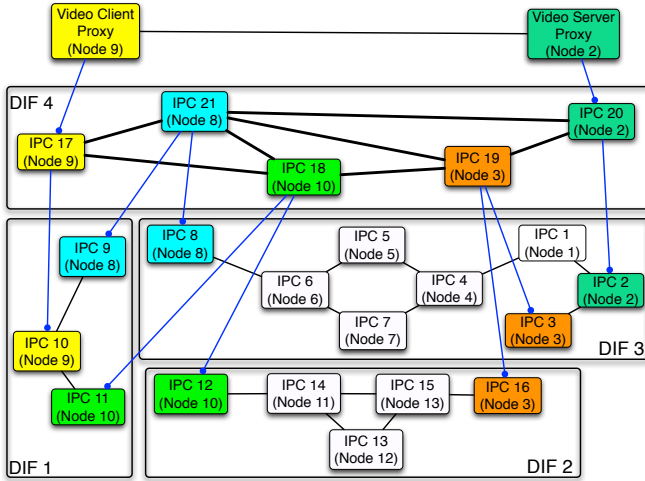 Video Client
Proxy
(Node 9)
Video Server
Proxy
(Node 2)
DIF 4
IPC 21
(Node 8)
IPC 20
(Node 2)
IPC 17
(Node 9)
IPC 18
(Node 10)
IPC 19
(Node 3)
IPC 9
(Node 8)
IPC 10
(Node 9)
IPC 11
(Node 10)
DIF 1
IPC 8
(Node 8)
IPC 5
(Node 5)
IPC 1
(Node 1)
IPC 6
(Node 6)
IPC 4
(Node 4)
IPC 2
(Node 2)
IPC 7
(Node 7)
IPC 3
(Node 3)
DIF 3
IPC 12
(Node 10)
IPC 14
(Node 11)
IPC 15
(Node 13)
IPC 16
(Node 3)
IPC 13
(Node 12)
DIF 2